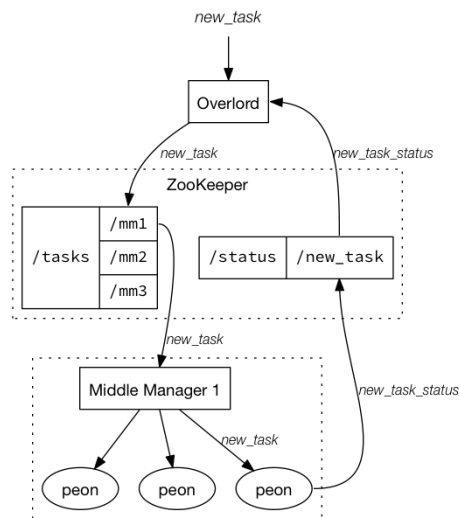 new_task
Overlord
new_task
new_task_status
ZooKeeper
/tasks
/mm1
/mm2
/mm3
/status
/new_task
new_task
Middle Manager 1
new_task_status
new_task
peon
peon
peon